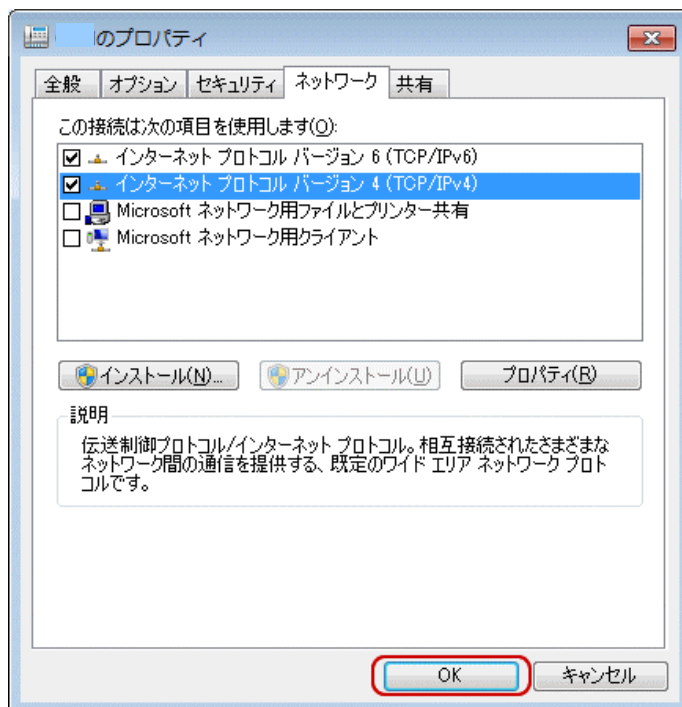 のプロパティ
全般 オプション セキュリティ ネットワーク 共有
この接続は次の項目を使用します(O):
インターネット プロトコル バージョン 6 (TCP/IPv6)
インターネット プロトコル バージョン 4 (TCP/IPv4)
Microsoft ネットワーク用ファイルとプリンター共有
Microsoft ネットワーク用クライアント
インストール(N)... アンインストール(U) プロパティ(R)
説明
伝送制御プロトコル/インターネット プロトコル。相互接続されたさまざまな
ネットワーク間の通信を提供する、既定のワイド エリア ネットワーク プロト
コルです。
OK キャンセル